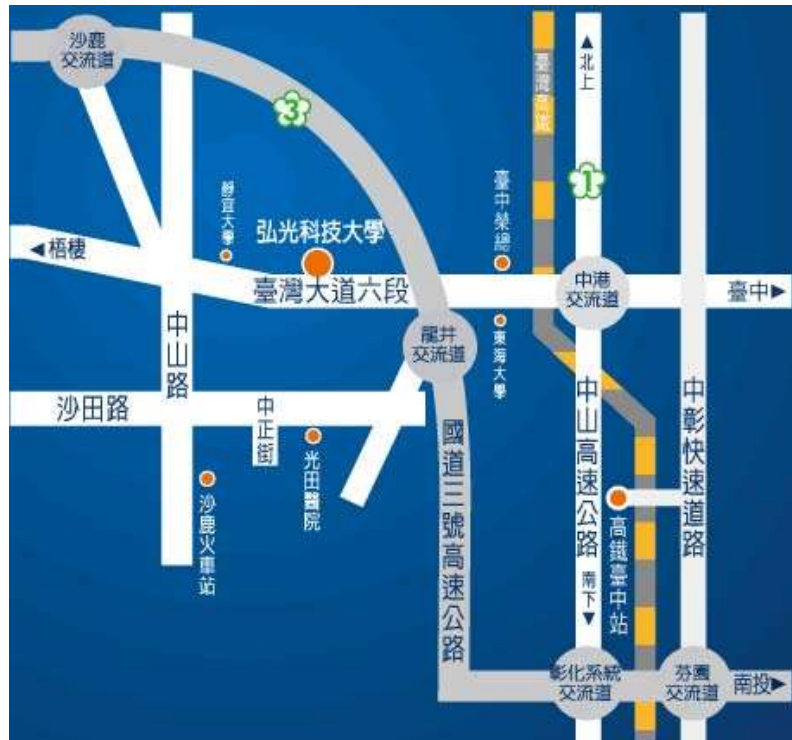 沙鹿
交流道
3
臺灣高鐵
▲北上
1
靜宜大學
弘光科技大學
臺中榮總
◀梧棲
臺灣大道六段
中港
交流道
臺中▶
中山路
龍井
交流道
東海大學
沙田路
中正街
光田醫院
沙鹿火車站
國道三號高速公路
中山高速公路
中彰快速道路
高鐵臺中站
南下▼
彰化系統
交流道
芬園
交流道
南投▶